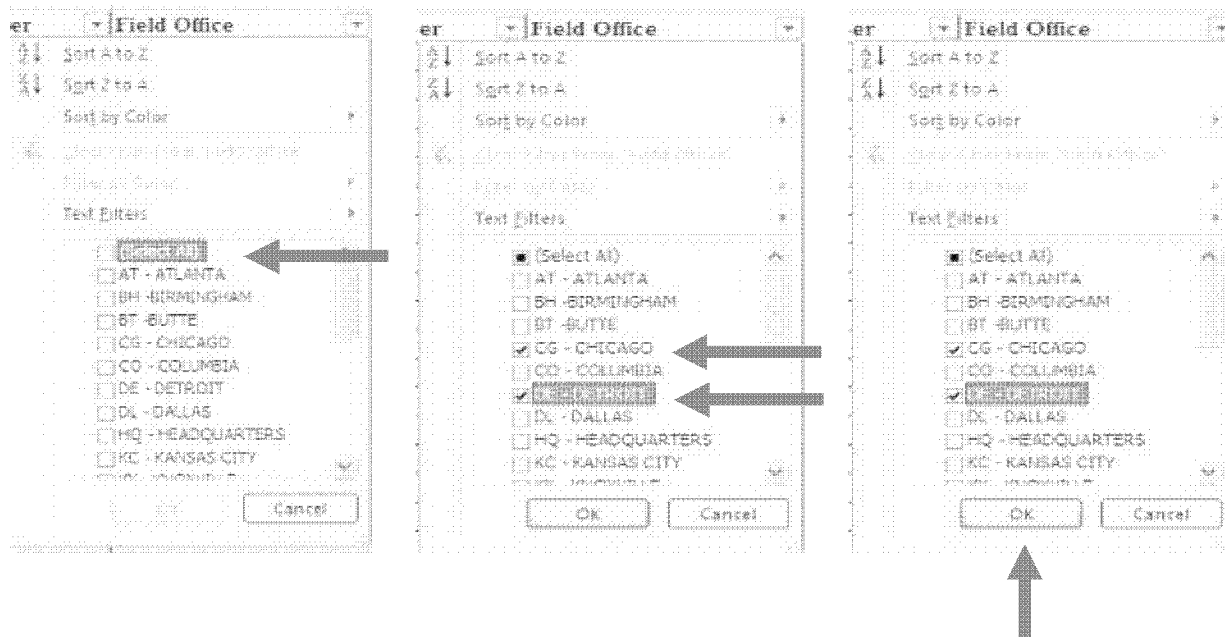 er Field Office
Sort A to Z
Sort Z to A
Sort by Color
Text Filters
AT - ATLANTA
BH -BIRMINGHAM
BT -BUTTE
CG - CHICAGO
CO - COLUMBIA
DE - DETROIT
DL - DALLAS
HQ - HEADQUARTERS
KC - KANSAS CITY
Cancel
er Field Office
Sort A to Z
Sort Z to A
Sort by Color
Text Filters
(Select All)
AT - ATLANTA
BH -BIRMINGHAM
BT -BUTTE
CG - CHICAGO
CO - COLUMBIA
DE - DETROIT
DL - DALLAS
HQ - HEADQUARTERS
KC - KANSAS CITY
OK Cancel
er Field Office
Sort A to Z
Sort Z to A
Sort by Color
Text Filters
(Select All)
AT - ATLANTA
BH -BIRMINGHAM
BT -BUTTE
CG - CHICAGO
CO - COLUMBIA
DE - DETROIT
DL - DALLAS
HQ - HEADQUARTERS
KC - KANSAS CITY
OK Cancel